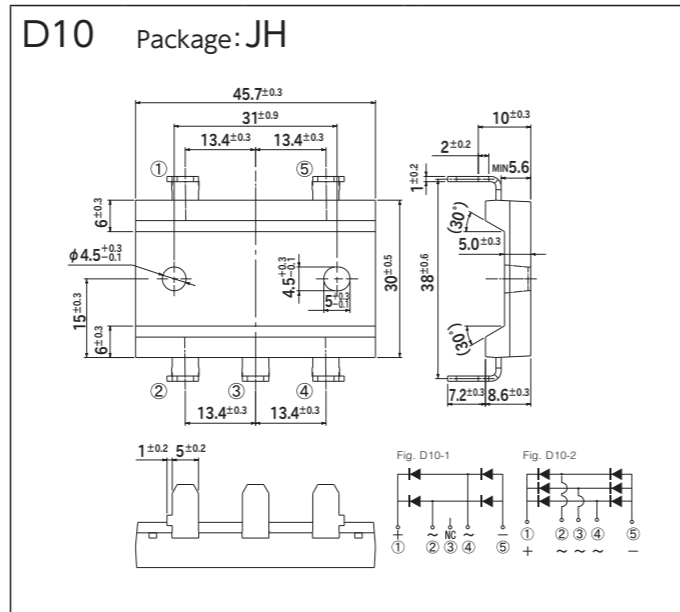 D10 Package: JH
45.7±0.3
31±0.9
13.4±0.3 13.4±0.3
① ⑤
6±0.3
φ4.5+0.3-0.1
4.5+0.3-0.1
5+0.3-0.1
30±0.5
15±0.3
6±0.3
② ③ ④
13.4±0.3 13.4±0.3
10±0.3
2±0.2
MIN5.6
1±0.2
(30°)
5.0±0.3
38±0.6
(30°)
7.2±0.3 8.6±0.3
1±0.2 5±0.2
Fig. D10-1
+ ~ NC ~ −
① ② ③ ④ ⑤
Fig. D10-2
① ② ③ ④ ⑤
+ ~ ~ ~ −